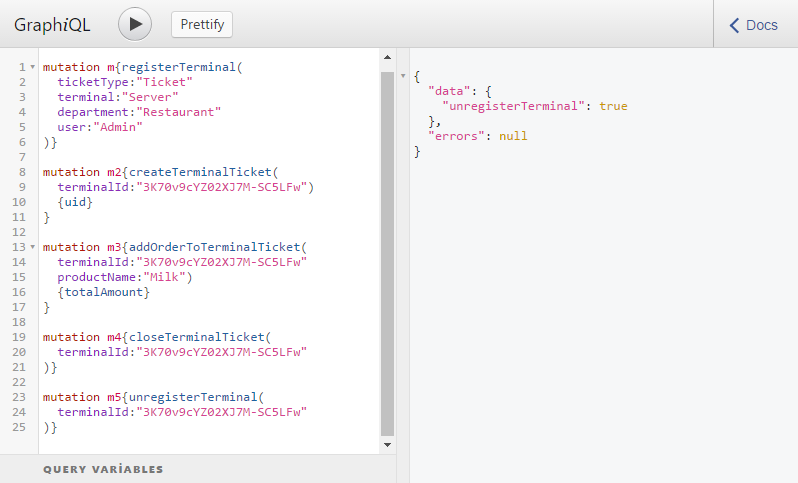 GraphiQL
Prettify
Docs
1 mutation m{registerTerminal(
2 ticketType:"Ticket"
3 terminal:"Server"
4 department:"Restaurant"
5 user:"Admin"
6 )}
7
8 mutation m2{createTerminalTicket(
9 terminalId:"3K70v9cYZ02XJ7M-SC5LFw")
10 {uid}
11 }
12
13 mutation m3{addOrderToTerminalTicket(
14 terminalId:"3K70v9cYZ02XJ7M-SC5LFw"
15 productName:"Milk")
16 {totalAmount}
17 }
18
19 mutation m4{closeTerminalTicket(
20 terminalId:"3K70v9cYZ02XJ7M-SC5LFw"
21 )}
22
23 mutation m5{unregisterTerminal(
24 terminalId:"3K70v9cYZ02XJ7M-SC5LFw"
25 )}
QUERY VARİABLES
{
"data": {
"unregisterTerminal": true
},
"errors": null
}